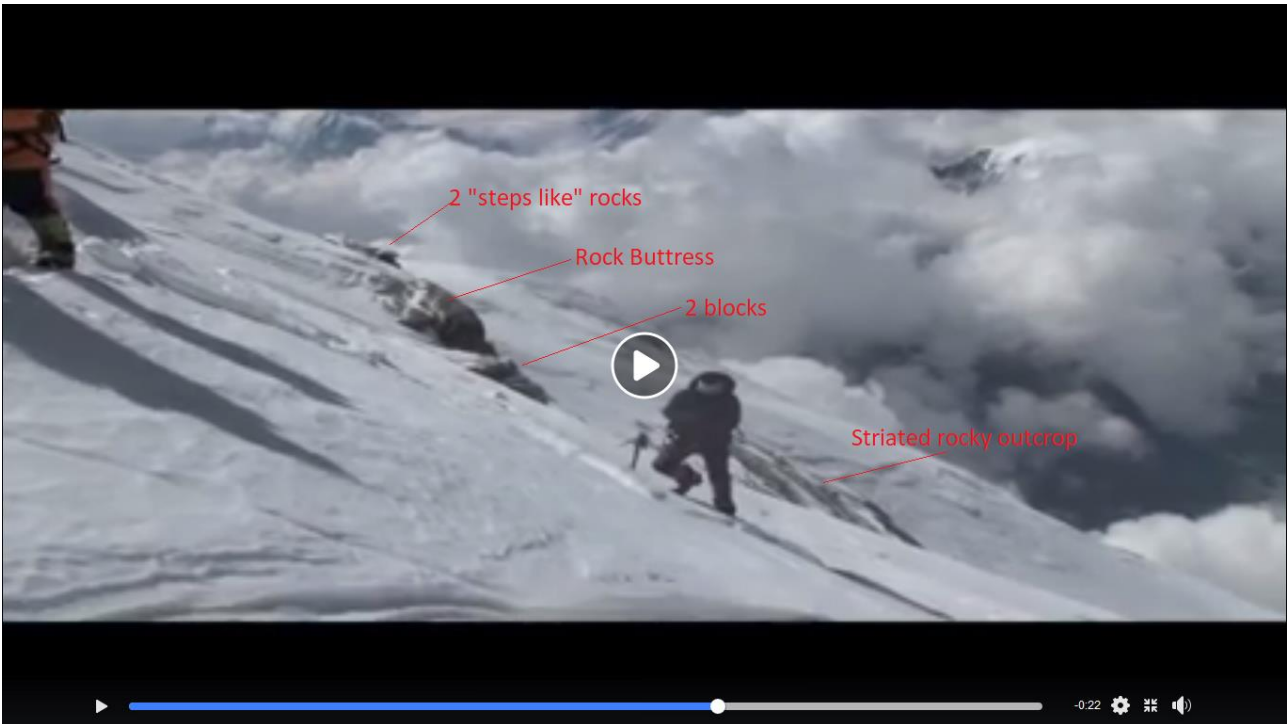 2 "steps like" rocks
Rock Buttress
2 blocks
Striated rocky outcrop
-0:22